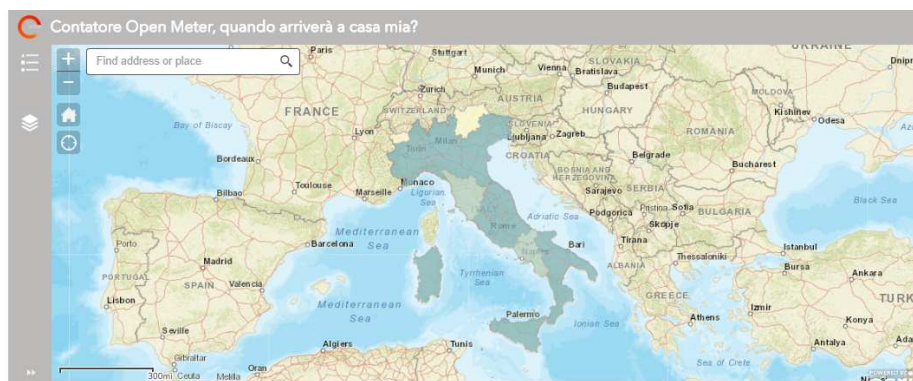 Contatore Open Meter, quando arriverà a casa mia?
Find address or place
Paris
Stuttgart
Munich
Vienna
Bratislava
SLOVAKIA
UKRAINE
Dnipr
Zurich
Budapest
MOLDOVA
FRANCE
SWITZERLAND
AUSTRIA
HUNGARY
Kishinev
Odesa
Bay of Biscay
Lyon
Milan
Turin
SLOVENIA
Ljubljana
Zagreb
ROMANIA
CROATIA
Belgrade
Bucharest
Bordeaux
BOSNIA AND
HERZEGOVINA
Toulouse
Marseille
Monaco
Ligurian
Sea
Sarajevo
SERBIA
Bilbao
ITALY
Adriatic Sea
Podgorica
Pristina
Sofia
BULGARIA
Black Sea
Rome
Skopje
Porto
Barcelona
Mediterranean
Sea
Naples
Bari
Tirana
Istanbul
Madrid
ALBANIA
Thessaloniki
Bursa
Ankara
PORTUGAL
SPAIN
Valencia
Tyrrhenian
Sea
GREECE
TURK
Lisbon
Mediterranean
Sea
Palermo
Ionian Sea
Athens
Izmir
Konya
Seville
Algiers
Tunis
Antalya
Ada
Gibraltar
Sea of Crete
300mi
Ceuta
Melilla
Oran
POWERED BY